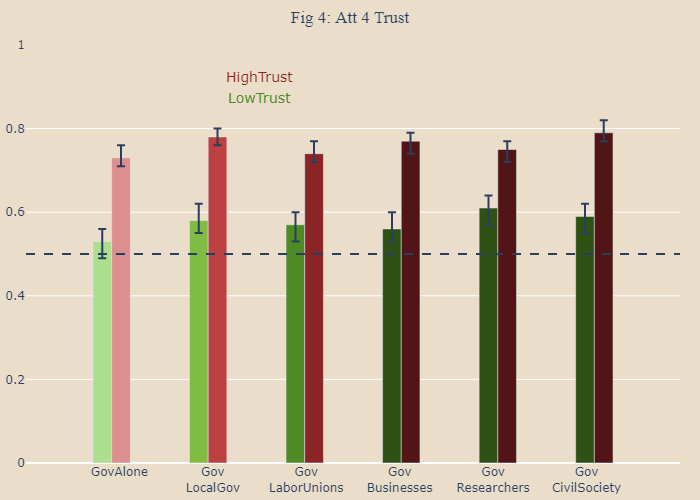 Fig 4: Att 4 Trust
1
HighTrust
LowTrust
0.8
0.6
0.4
0.2
0
GovAlone
Gov
LocalGov
Gov
LaborUnions
Gov
Businesses
Gov
Researchers
Gov
CivilSociety